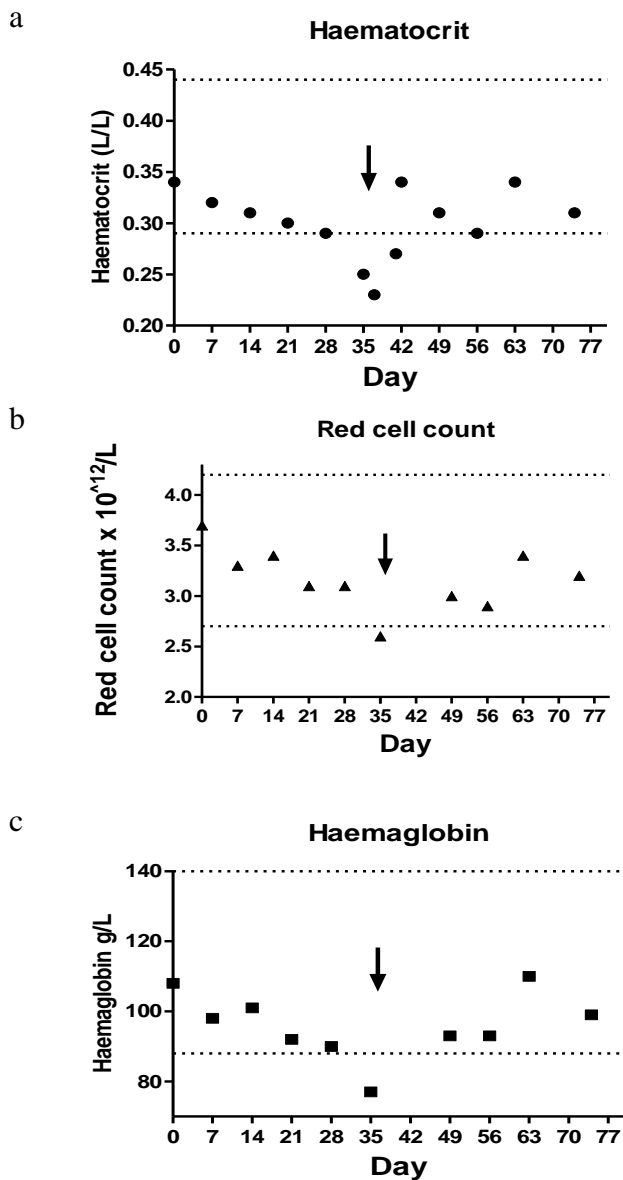 a
Haematocrit
Haematocrit (L/L)
0.45
0.40
0.35
0.30
0.25
0.20
0 7 14 21 28 35 42 49 56 63 70 77
Day
b
Red cell count
Red cell count x 10^12/L
4.0
3.5
3.0
2.5
2.0
0 7 14 21 28 35 42 49 56 63 70 77
Day
c
Haemaglobin
Haemaglobin g/L
140
120
100
80
0 7 14 21 28 35 42 49 56 63 70 77
Day